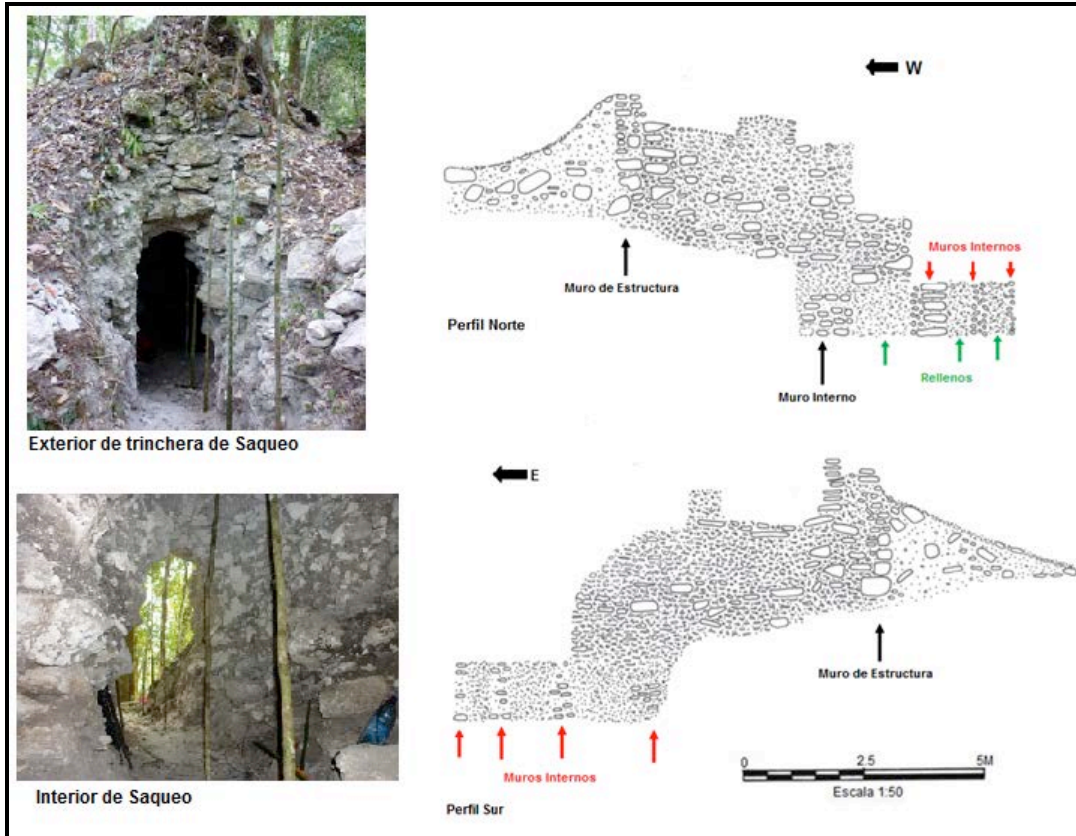 Exterior de trinchera de Saqueo
Interior de Saqueo
W
Muros Internos
Muro de Estructura
Perfil Norte
Rellenos
Muro Interno
E
Muro de Estructura
Muros Internos
0 2.5 5M
Escala 1:50
Perfil Sur